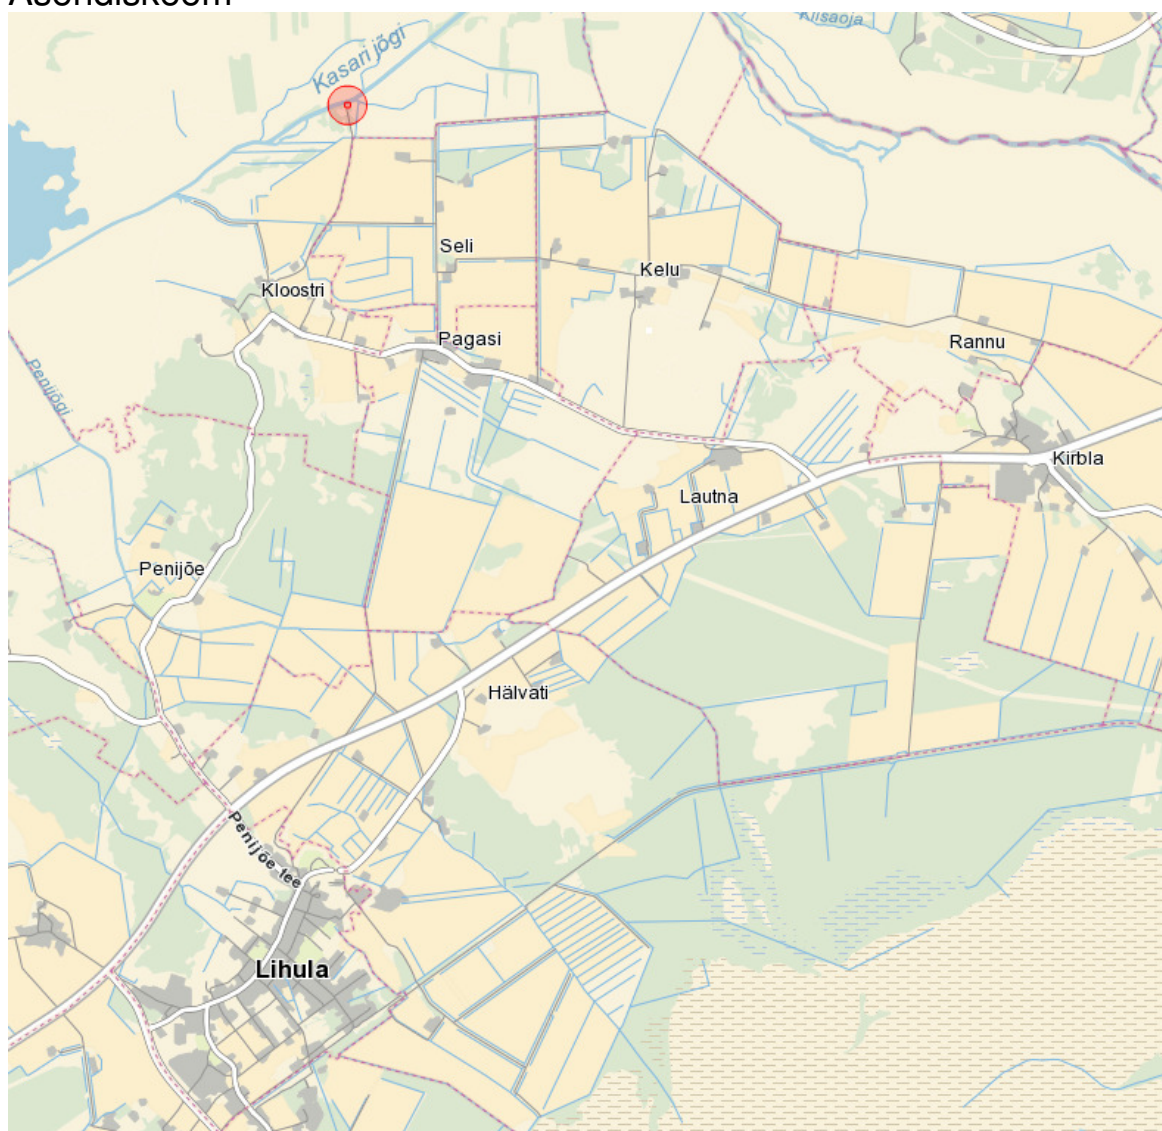 Asendiskeem
Kiisaoja
Kasari jõgi
Seli
Kelu
Kloostri
Pagasi
Rannu
Penijõgi
Kirbla
Lautna
Penijõe
Hälvati
Penijõe tee
Lihula